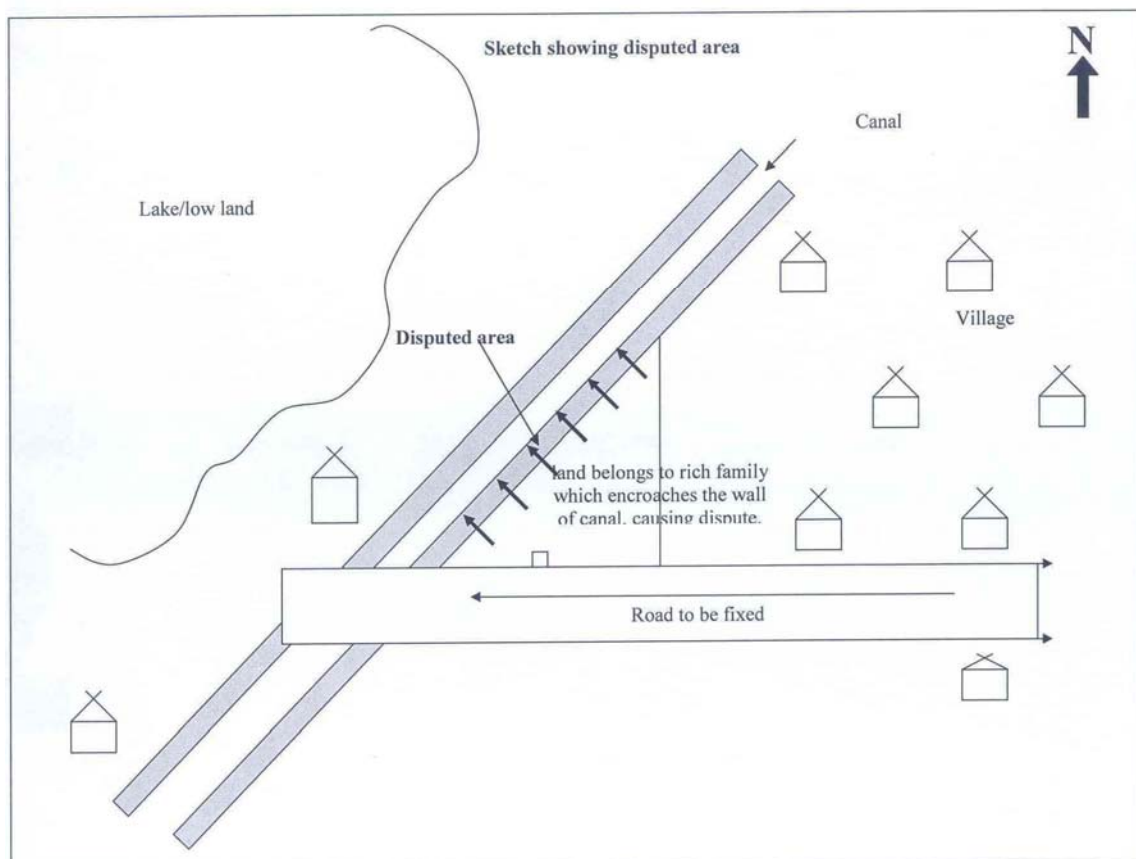 Sketch showing disputed area
N
Canal
Lake/low land
Village
Disputed area
land belongs to rich family
which encroaches the wall
of canal, causing dispute.
Road to be fixed